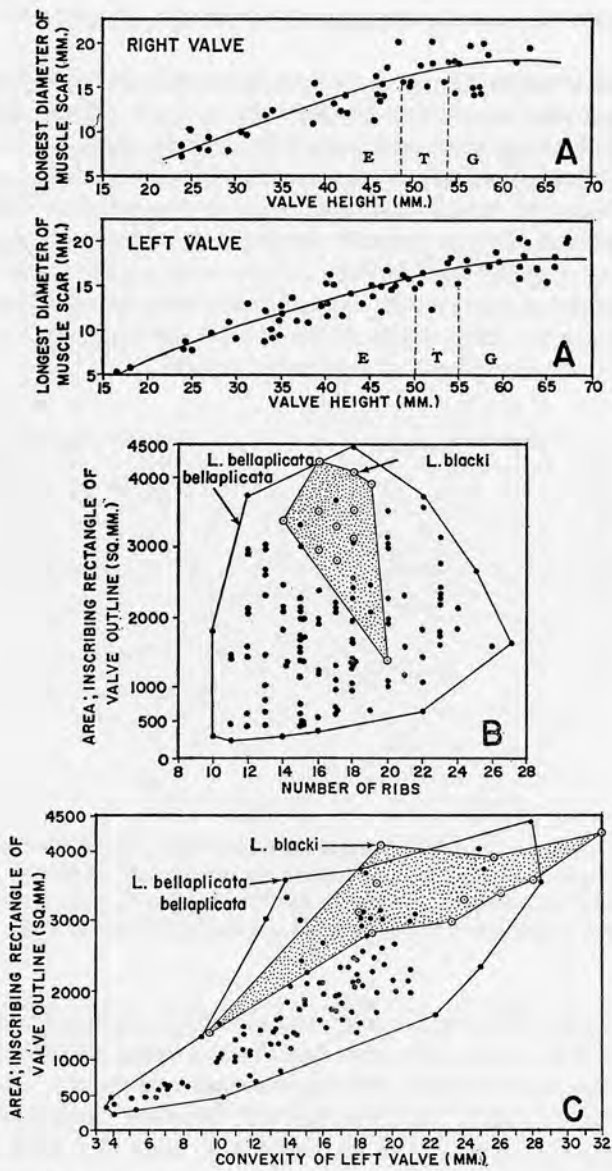 RIGHT VALVE
LONGEST DIAMETER OF
MUSCLE SCAR (MM.)
20
15
10
5
E T G
A
15 20 25 30 35 40 45 50 55 60 65 70
VALVE HEIGHT (MM.)
LEFT VALVE
LONGEST DIAMETER OF
MUSCLE SCAR (MM.)
20
15
10
5
E T G
A
15 20 25 30 35 40 45 50 55 60 65 70
VALVE HEIGHT (MM.)
AREA; INSCRIBING RECTANGLE OF
VALVE OUTLINE (SQ.MM.)
4500
4000
3000
2000
1000
500
0
L. bellaplicata
bellaplicata
L. blacki
B
8 10 12 14 16 18 20 22 24 26 28
NUMBER OF RIBS
AREA; INSCRIBING RECTANGLE OF
VALVE OUTLINE (SQ.MM.)
4500
4000
3000
2000
1000
500
0
L. blacki
L. bellaplicata
bellaplicata
C
3.5 4 6 8 10 12 14 16 18 20 22 24 26 28 30 32
CONVEXITY OF LEFT VALVE (MM.)